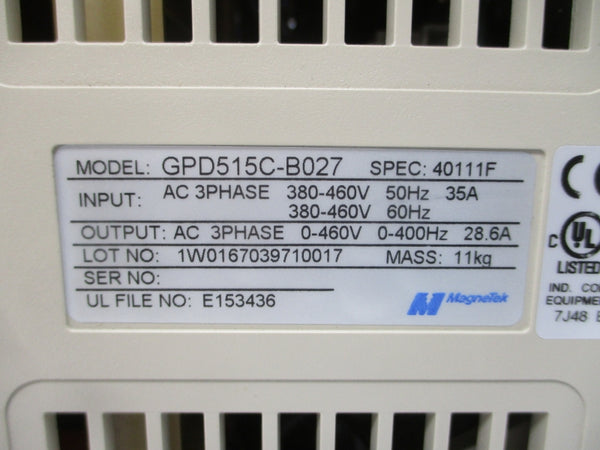 MODEL: GPD515C-B027 SPEC: 40111F
INPUT: AC 3PHASE 380-460V 50Hz 35A
380-460V 60Hz
OUTPUT: AC 3PHASE 0-460V 0-400Hz 28.6A
LOT NO: 1W0167039710017 MASS: 11kg
SER NO:
UL FILE NO: E153436
MagneTek
C
C UL
LISTED
IND. CO
EQUIPME
7J48